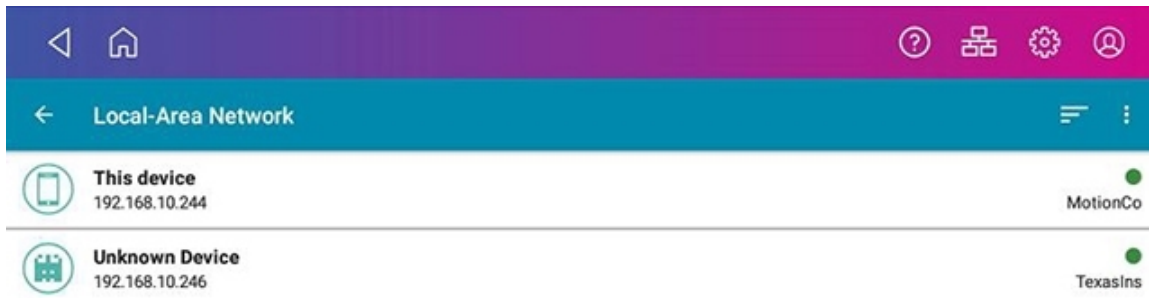 Local-Area Network
This device
192.168.10.244
MotionCo
Unknown Device
192.168.10.246
TexasIns